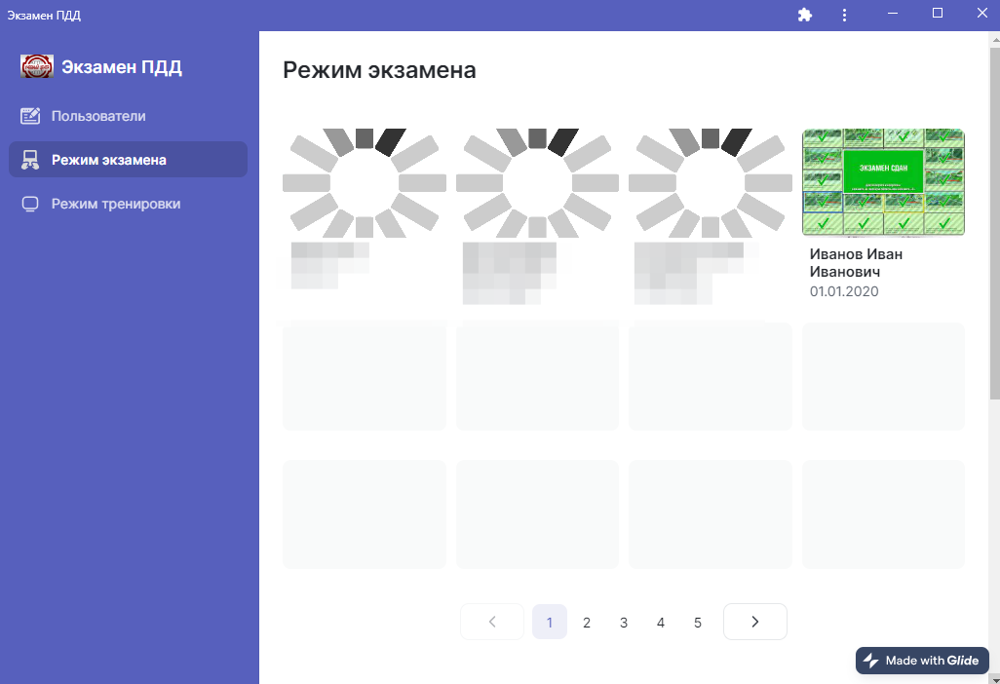 Экзамен ПДД
Экзамен ПДД
Пользователи
Режим экзамена
Режим тренировки
Режим экзамена
ЭКЗАМЕН СДАН
Иванов Иван
Иванович
01.01.2020
1 2 3 4 5
Made with Glide